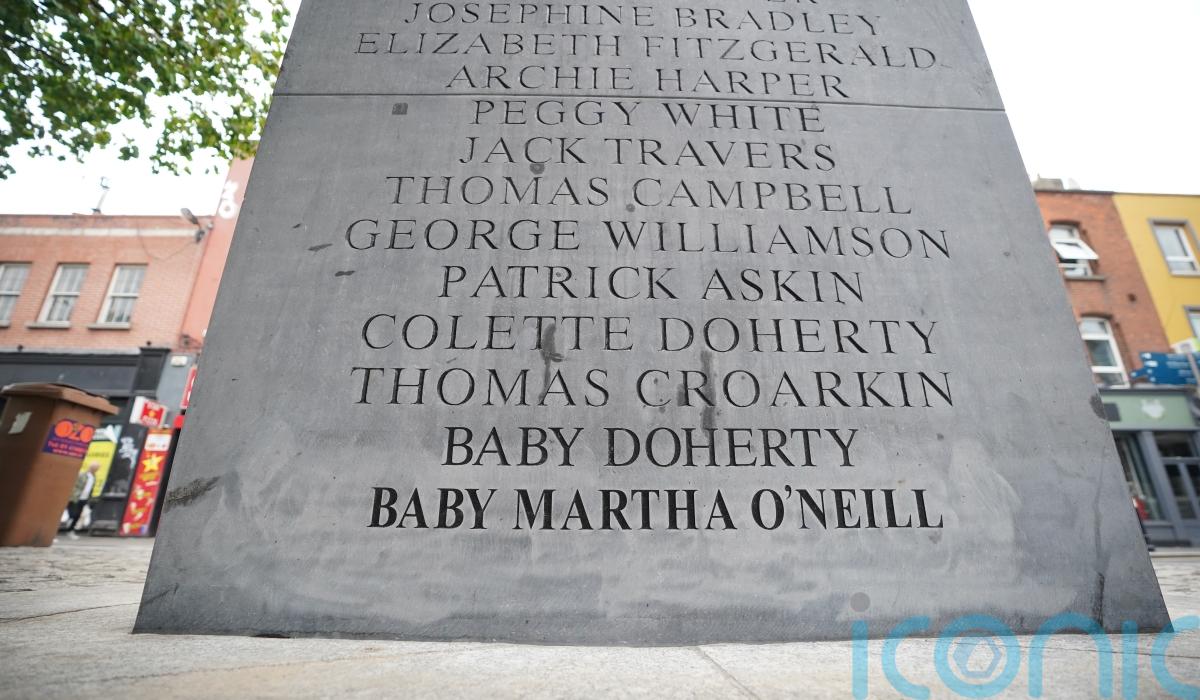 JOSEPHINE BRADLEY
ELIZABETH FITZGERALD
ARCHIE HARPER
PEGGY WHITE
JACK TRAVERS
THOMAS CAMPBELL
GEORGE WILLIAMSON
PATRICK ASKIN
COLETTE DOHERTY
THOMAS CROARKIN
BABY DOHERTY
BABY MARTHA O'NEILL
OZO
iconic